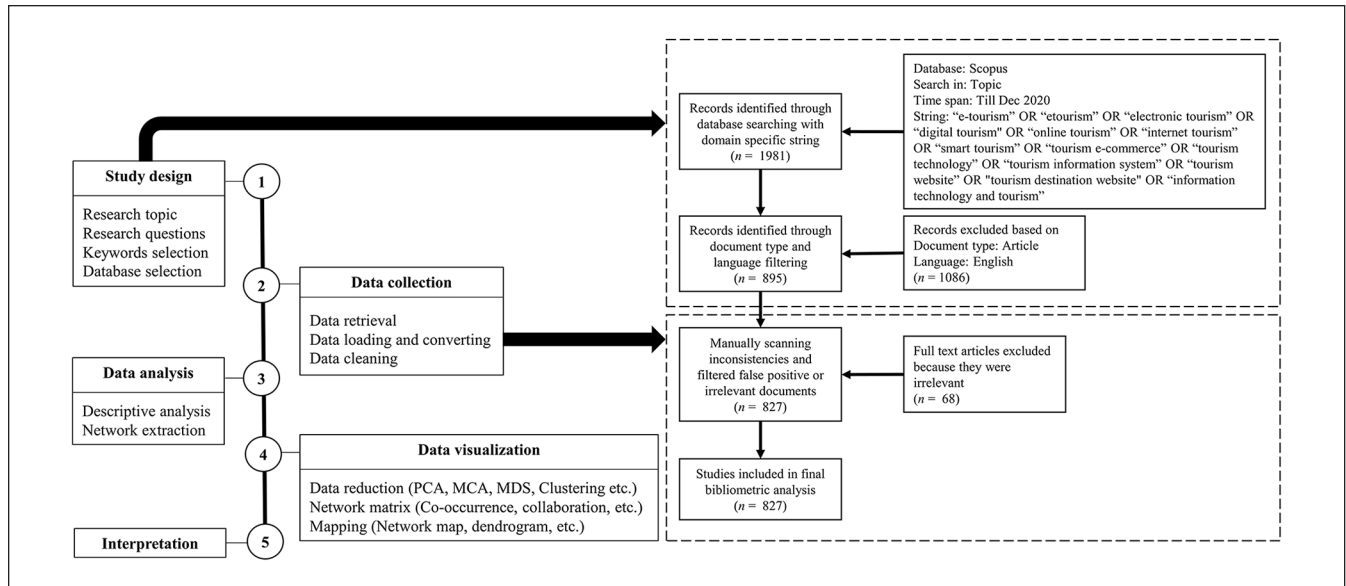 Study design
Research topic
Research questions
Keywords selection
Database selection
1
2
Data collection
Data retrieval
Data loading and converting
Data cleaning
Data analysis
Descriptive analysis
Network extraction
3
4
Data visualization
Data reduction (PCA, MCA, MDS, Clustering etc.)
Network matrix (Co-occurrence, collaboration, etc.)
Mapping (Network map, dendrogram, etc.)
Interpretation
5
Records identified through
database searching with
domain specific string
(n = 1981)
Database: Scopus
Search in: Topic
Time span: Till Dec 2020
String: “e-tourism” OR “etourism” OR “electronic tourism” OR
“digital tourism" OR “online tourism” OR “internet tourism”
OR “smart tourism” OR “tourism e-commerce” OR “tourism
technology” OR “tourism information system” OR “tourism
website” OR "tourism destination website" OR “information
technology and tourism”
Records identified through
document type and
language filtering
(n = 895)
Records excluded based on
Document type: Article
Language: English
(n = 1086)
Manually scanning
inconsistencies and
filtered false positive or
irrelevant documents
(n = 827)
Full text articles excluded
because they were
irrelevant
(n = 68)
Studies included in final
bibliometric analysis
(n = 827)